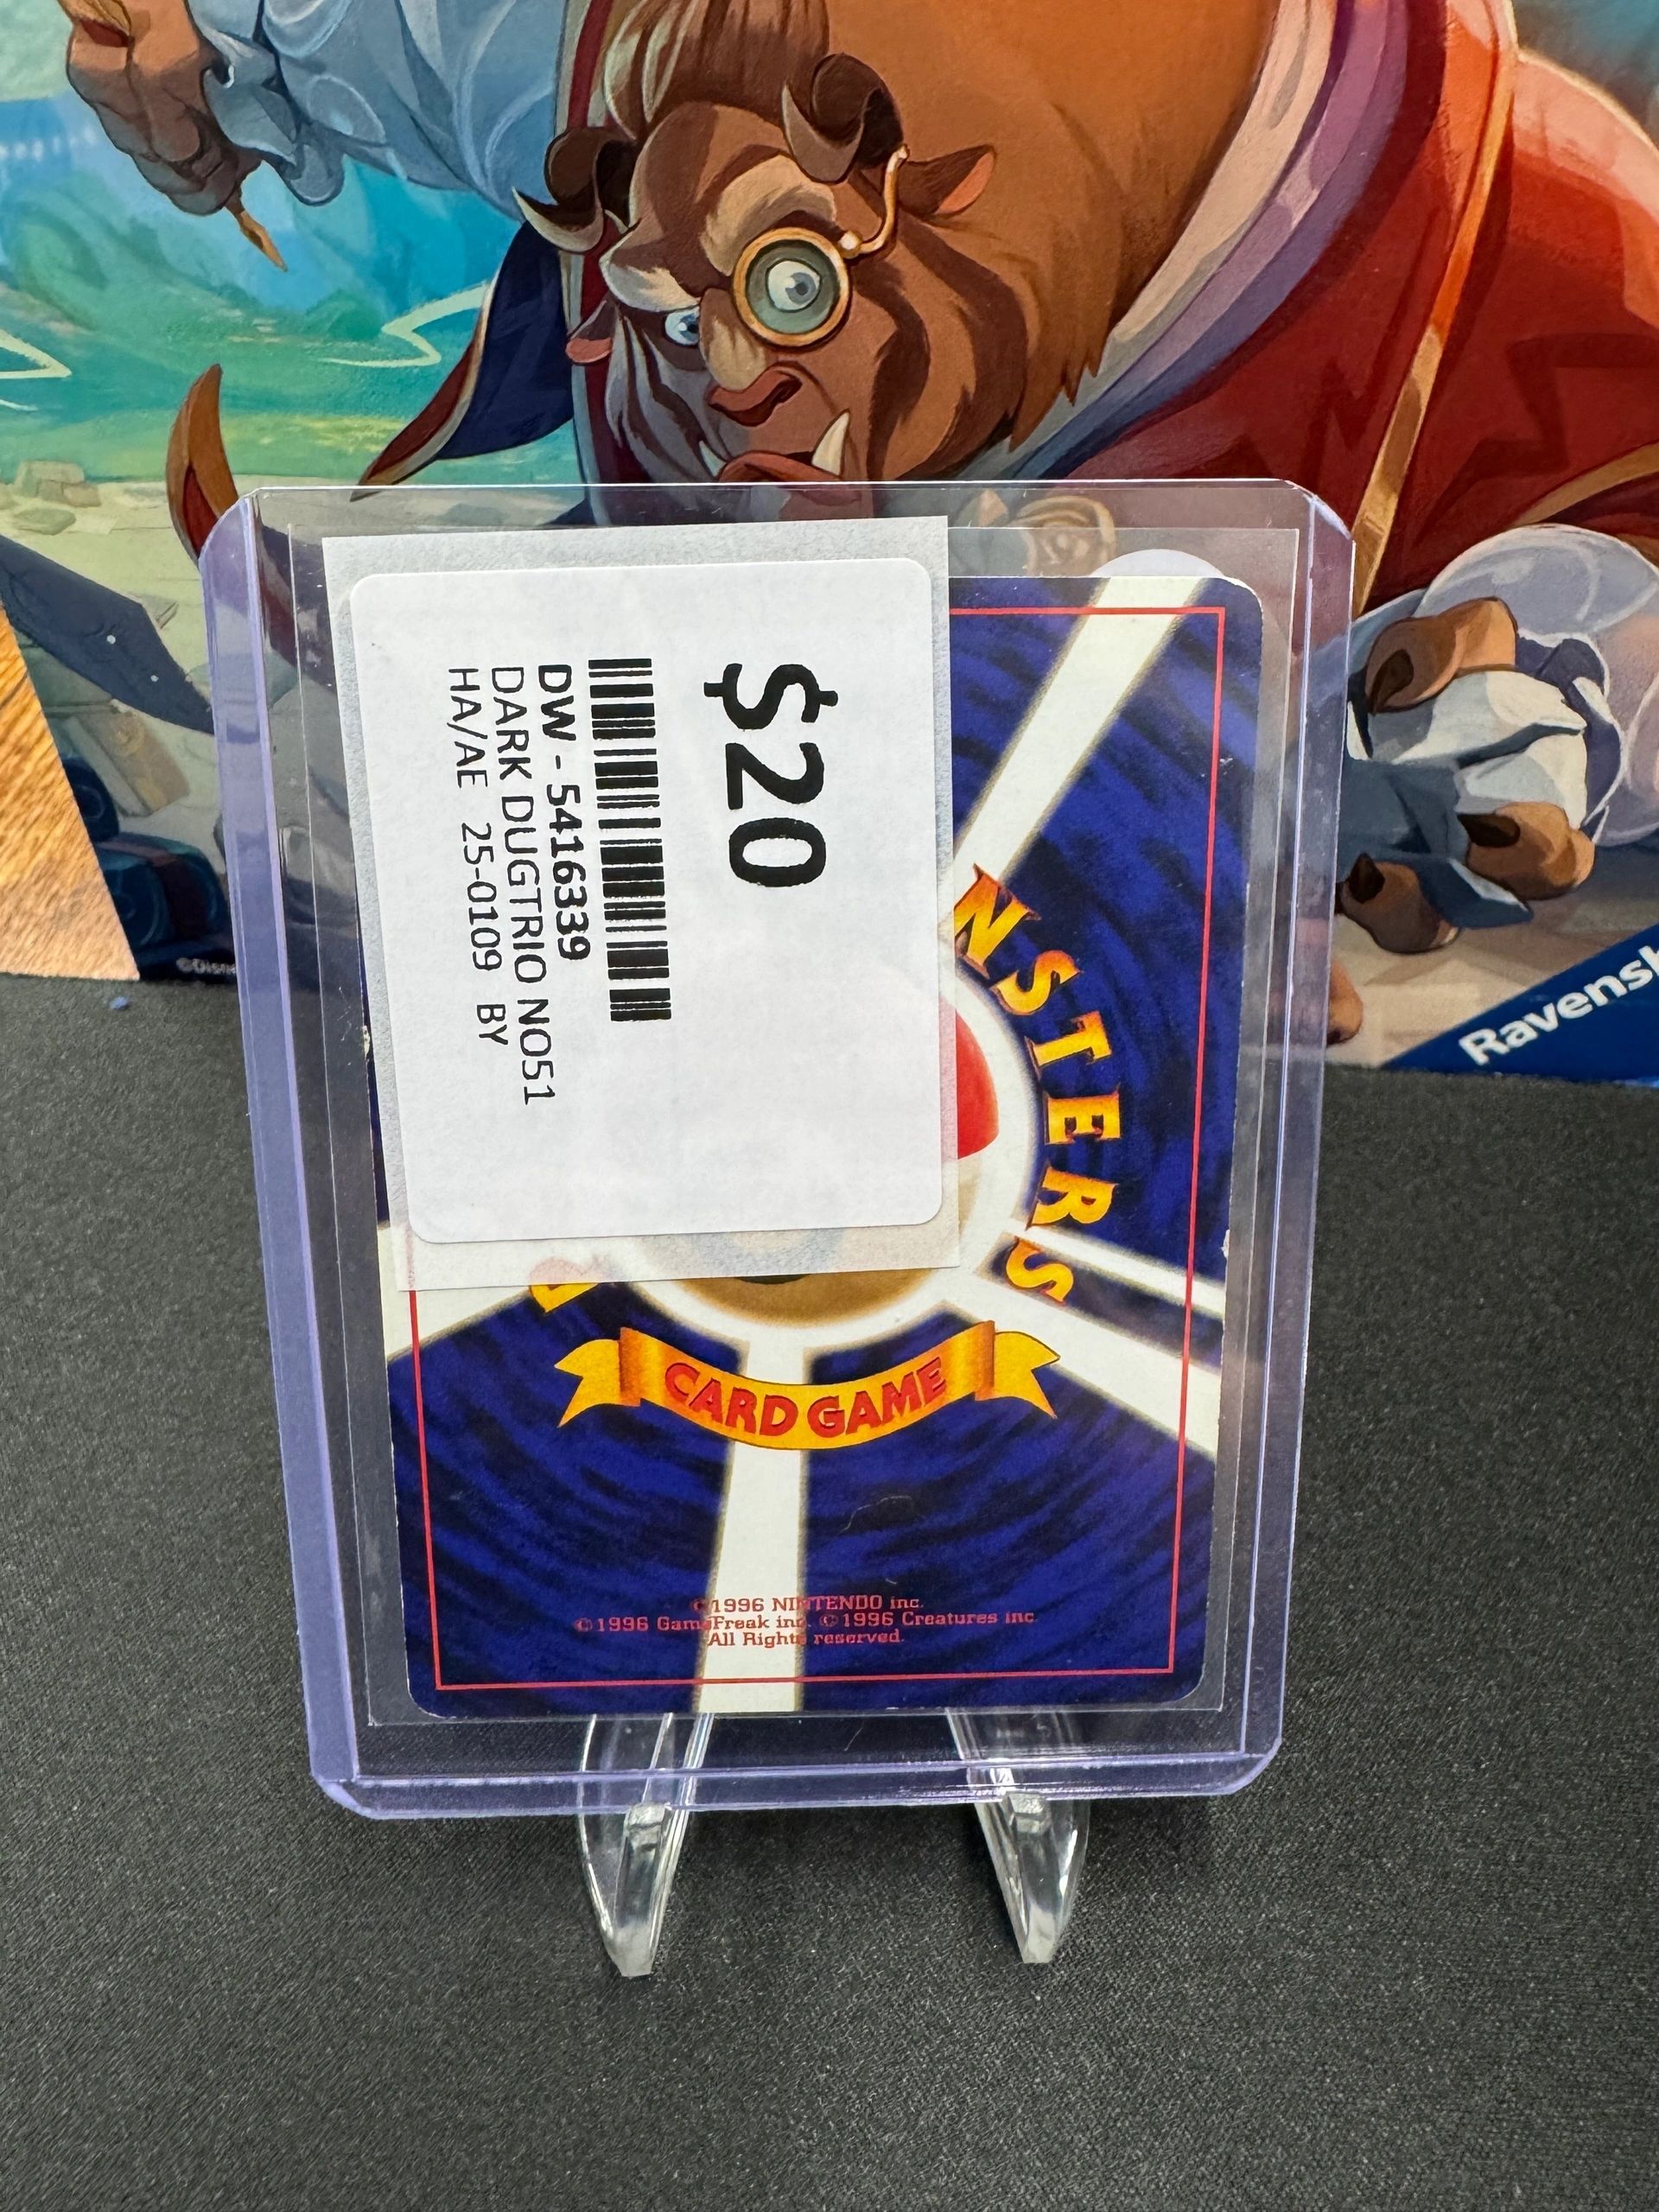 $20
DW - 5416339
DARK DUGTRIO NO51
HA/AE 25-0109 BY
NSTERS
CARD GAME
©1996 NINTENDO inc.
©1996 GameFreak inc. ©1996 Creatures inc.
All Rights reserved.
©Disne
Ravensb